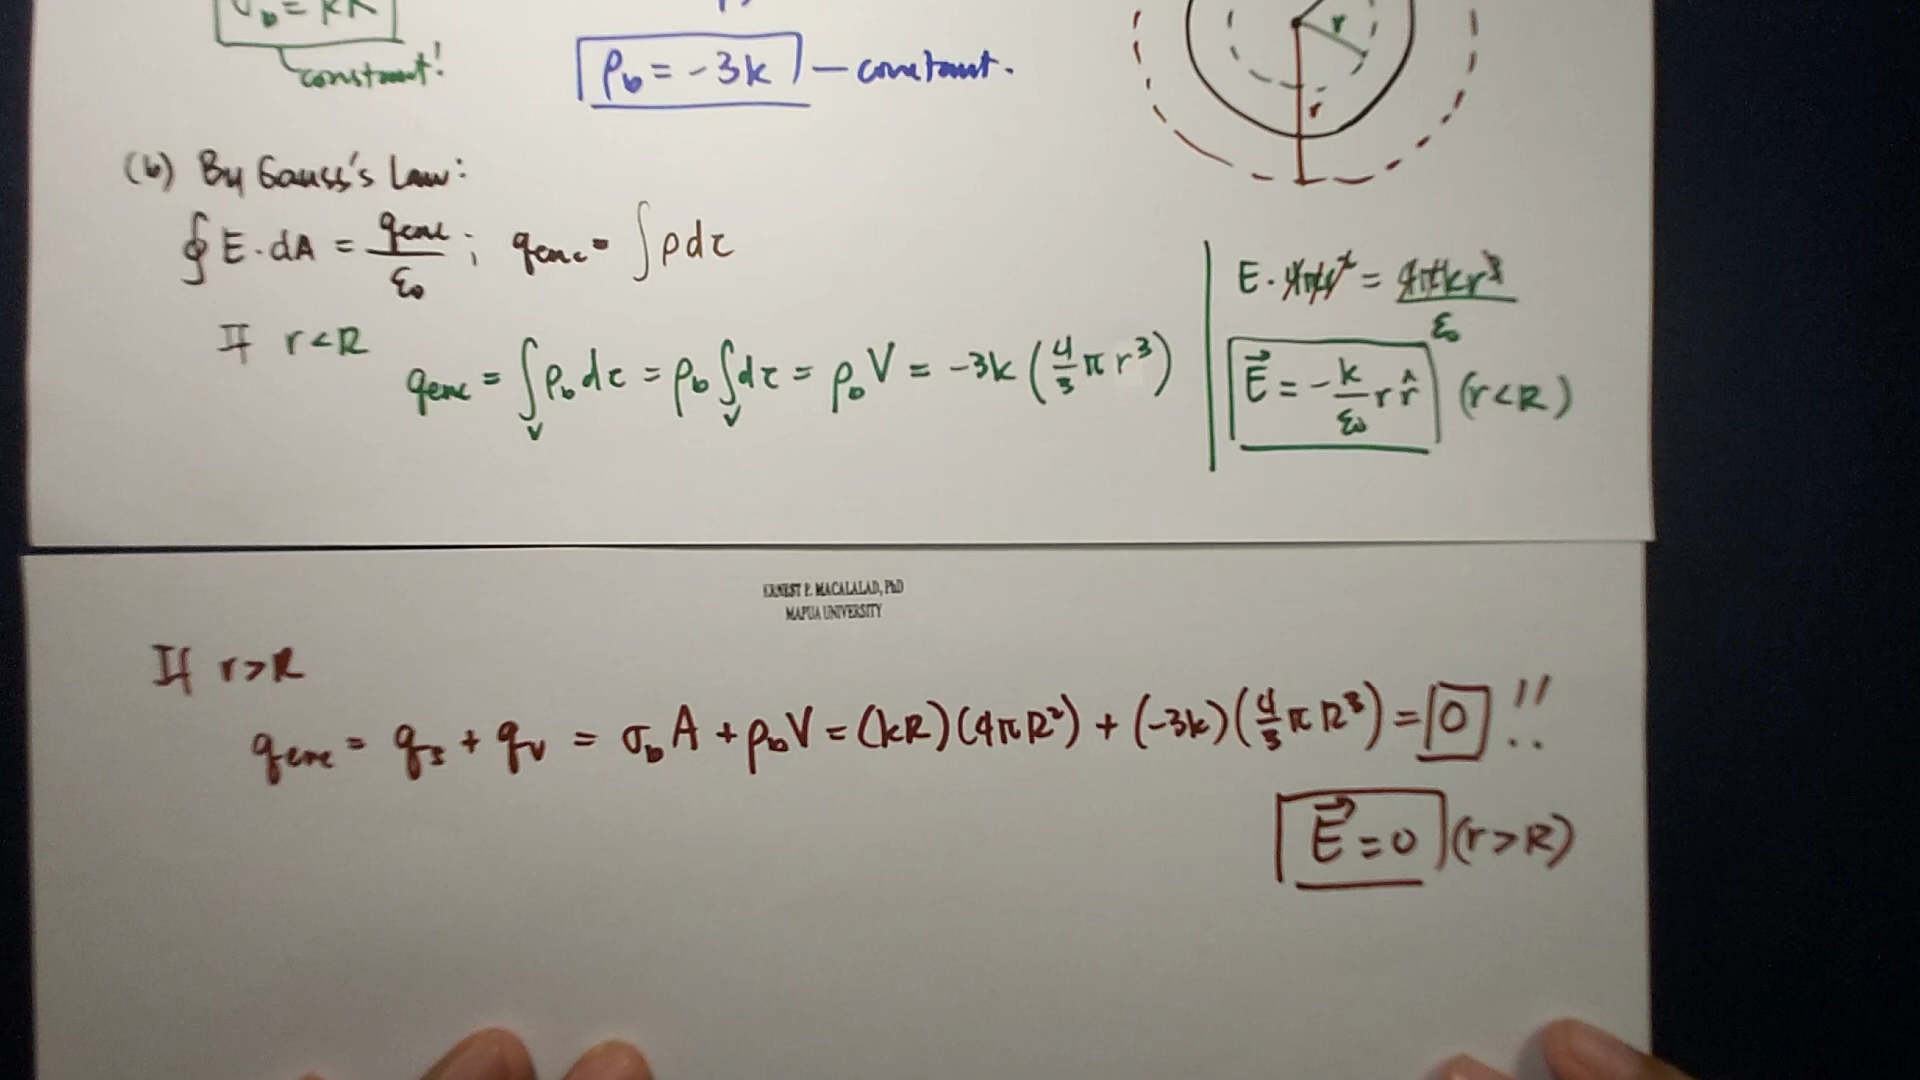 σb = kR
constant!
ρb = -3k — constant.
r
r
(b) By Gauss's Law:
∮ E · dA = qenc / ε0 ; qenc = ∫ρdτ
If r<R
qenc = ∫V ρb dτ = ρb ∫V dτ = ρb V = -3k (4/3 π r³)
E · 4πr² = 4πkr³ / ε0
E⃗ = - k/ε0 r r̂ (r<R)
ERNEST P. MACALALAD, PhD
MAPUA UNIVERSITY
If r>R
qenc = qs + qv = σb A + ρb V = (kR)(4πR²) + (-3k)(4/3 π R³) = 0 !!
E⃗ = 0 (r>R)